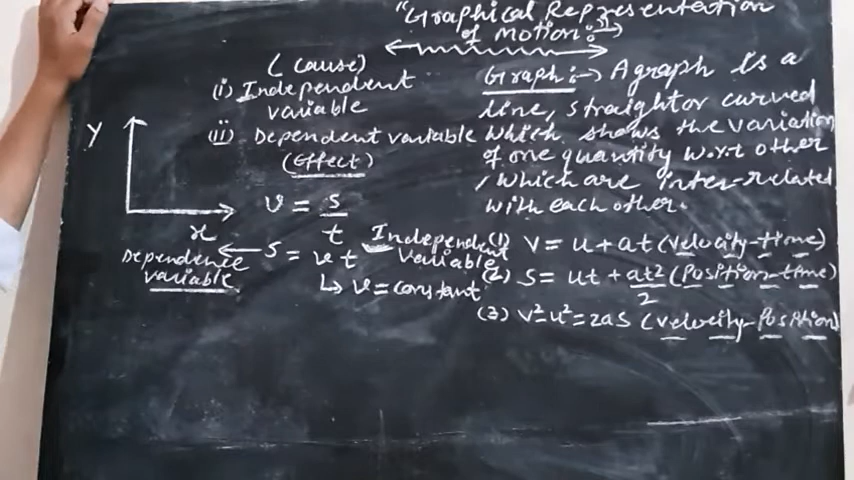 "Graphical Representation
of Motion":-
(Cause)
(i) Independent
variable
(ii) Dependent variable
(Effect)
Y
x
v = s/t
Dependence
variable
← s = v t
Independent
variable
↳ v = constant
Graph:-) A graph is a
line, straight or curved
which shows the variation
of one quantity w.r.t other
, which are inter-related
with each other.
(1) v = u + at (velocity-time)
(2) s = ut + at2/2 (Position-time)
(3) v²-u² = 2as (velocity-Position)